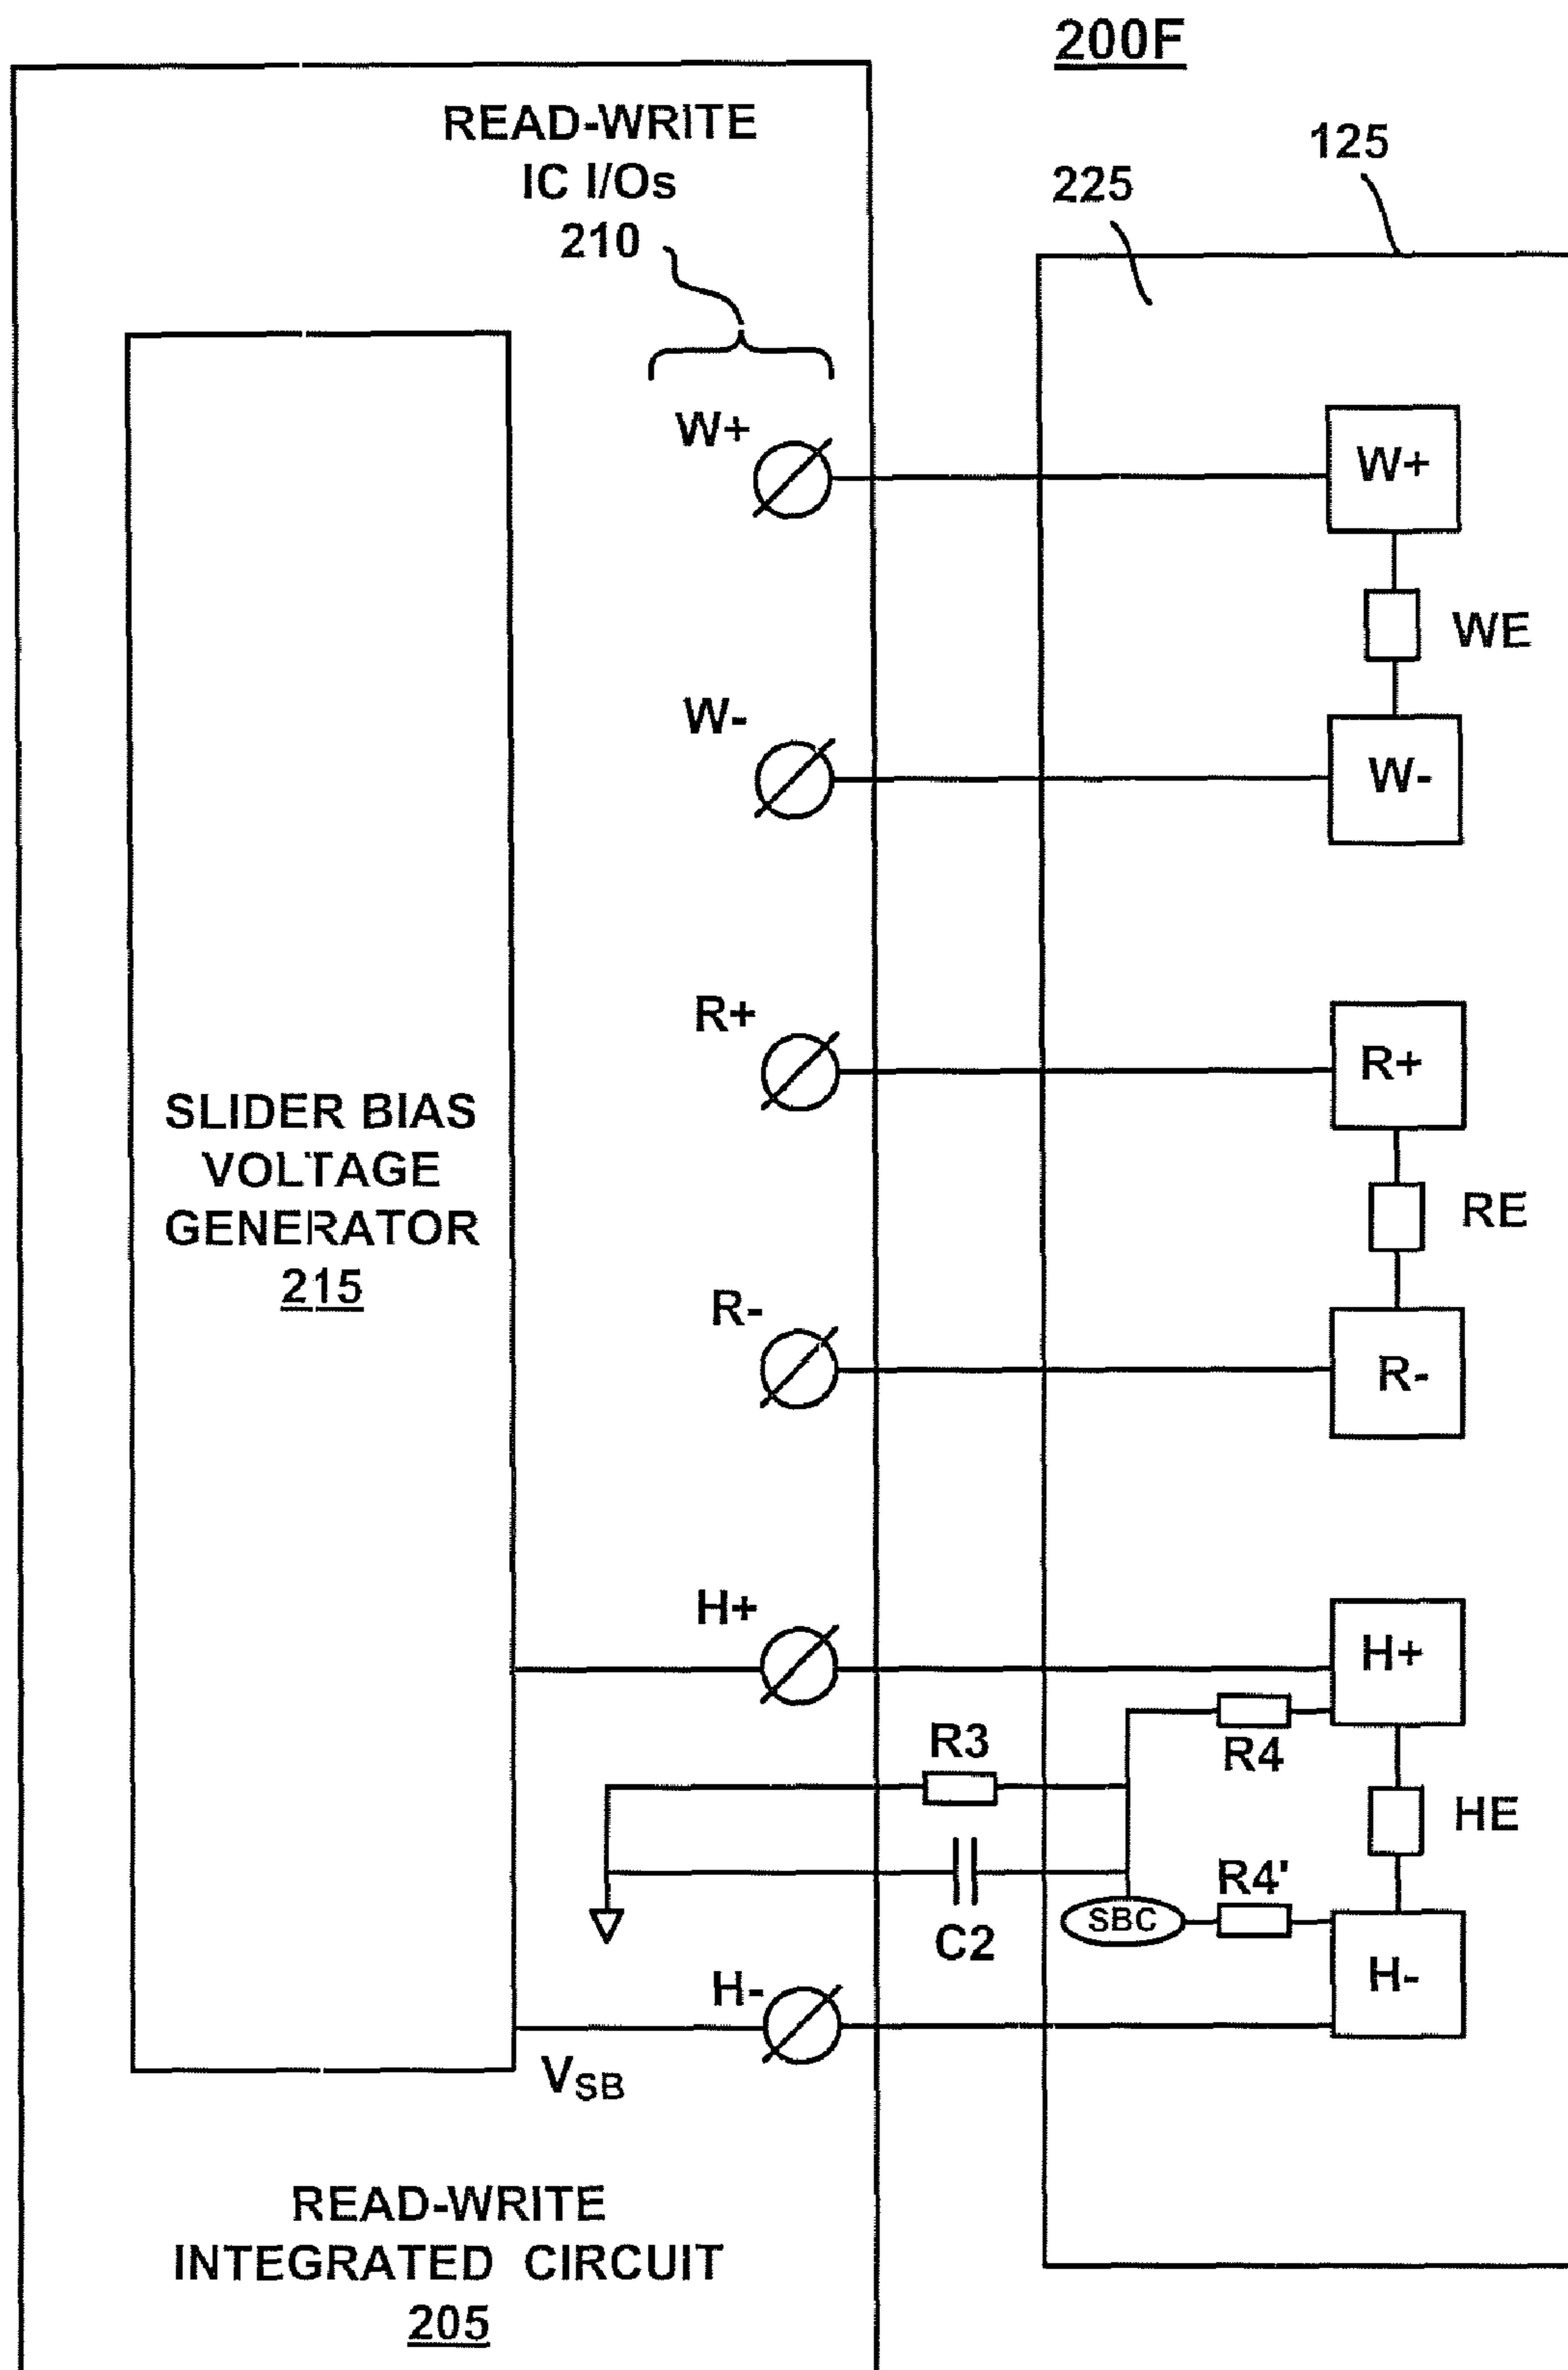 200F
READ-WRITE
IC I/Os
210
125
225
W+
W+
WE
W-
W-
R+
R+
RE
SLIDER BIAS
VOLTAGE
GENERATOR
215
R-
R-
H+
H+
R3
R4
HE
R4'
SBC
C2
H-
H-
VSB
READ-WRITE
INTEGRATED CIRCUIT
205